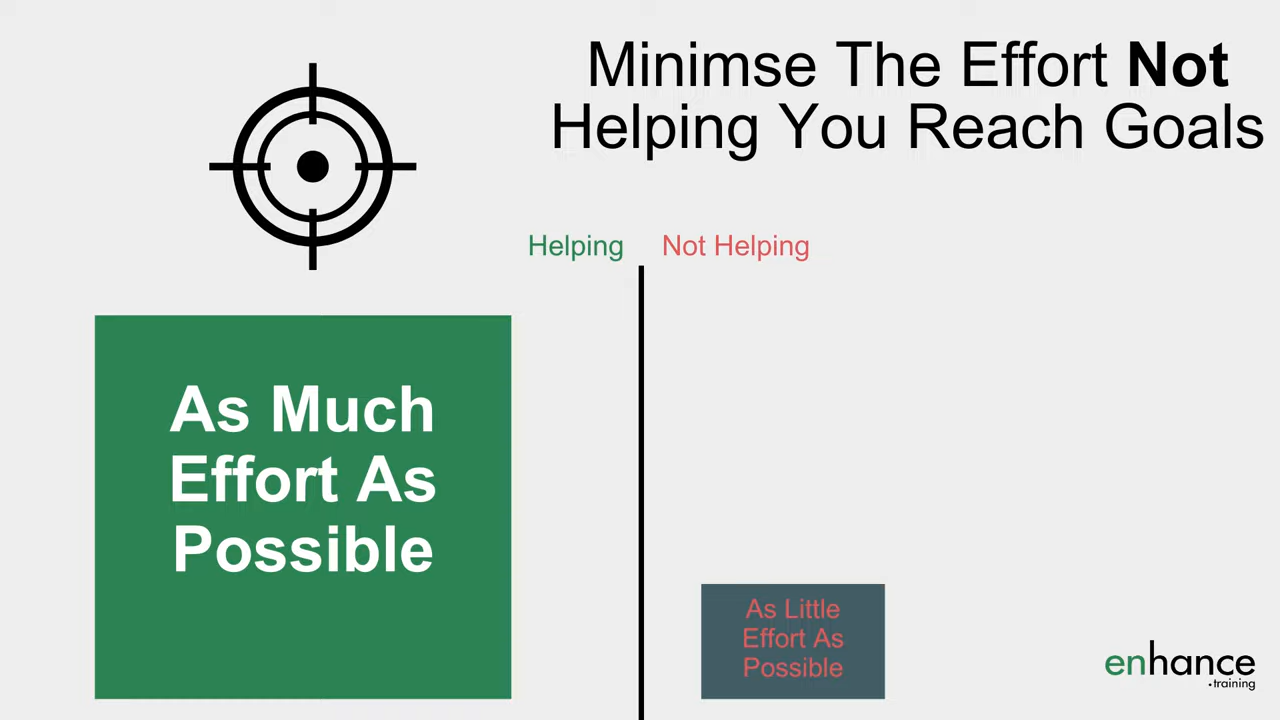 Minimse The Effort Not
Helping You Reach Goals
Helping
Not Helping
As Much
Effort As
Possible
As Little
Effort As
Possible
enhance
training